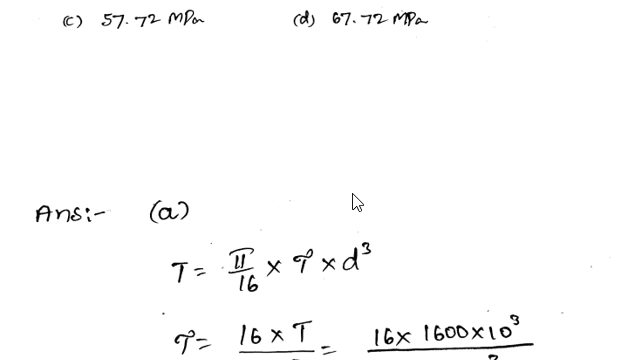 (c) 57.72 MPa (d) 67.72 MPa
Ans:- (a)
T = π/16 × τ × d³
τ = 16 × T = 16 × 1600 × 10³